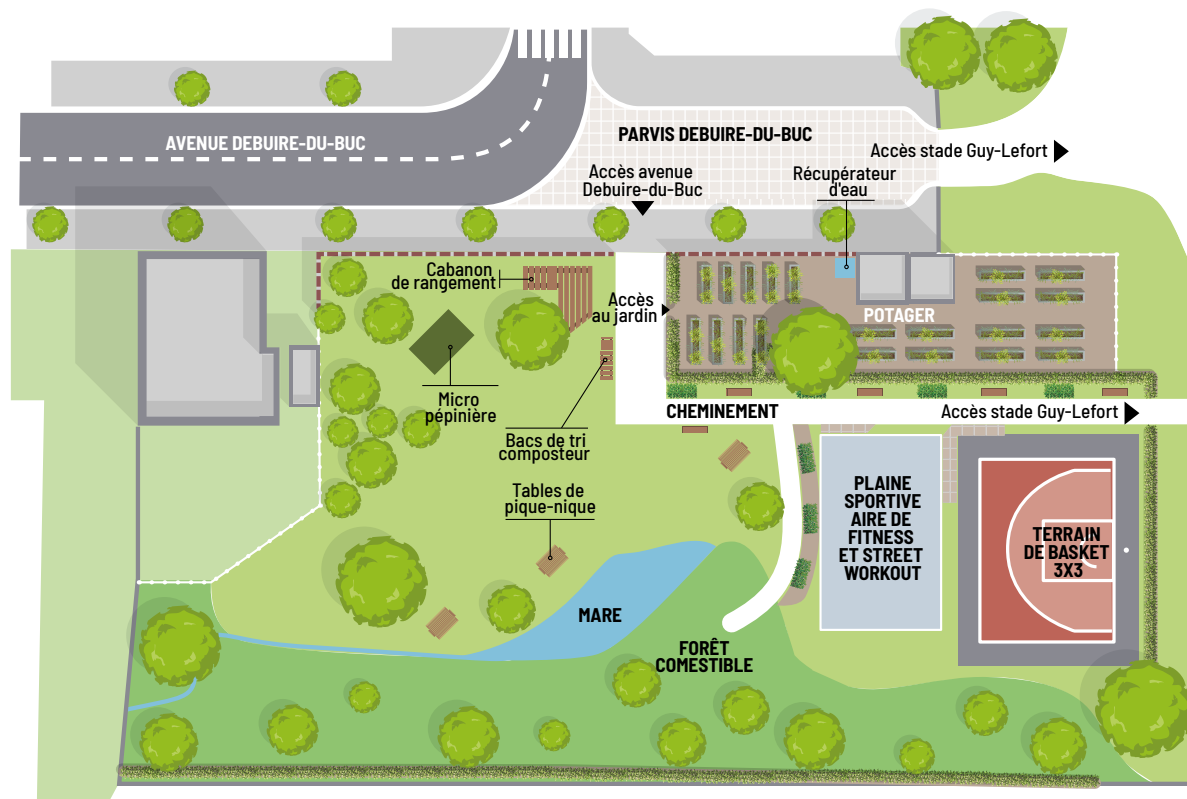 AVENUE DEBUIRE-DU-BUC
PARVIS DEBUIRE-DU-BUC
Accès stade Guy-Lefort
Accès avenue
Debuire-du-Buc
Récupérateur
d'eau
Cabanon
de rangement
Accès
au jardin
POTAGER
Micro
pépinière
CHEMINEMENT
Accès stade Guy-Lefort
Bacs de tri
composteur
Tables de
pique-nique
PLAINE
SPORTIVE
AIRE DE
FITNESS
ET STREET
WORKOUT
TERRAIN
DE BASKET
3X3
MARE
FORÊT
COMESTIBLE